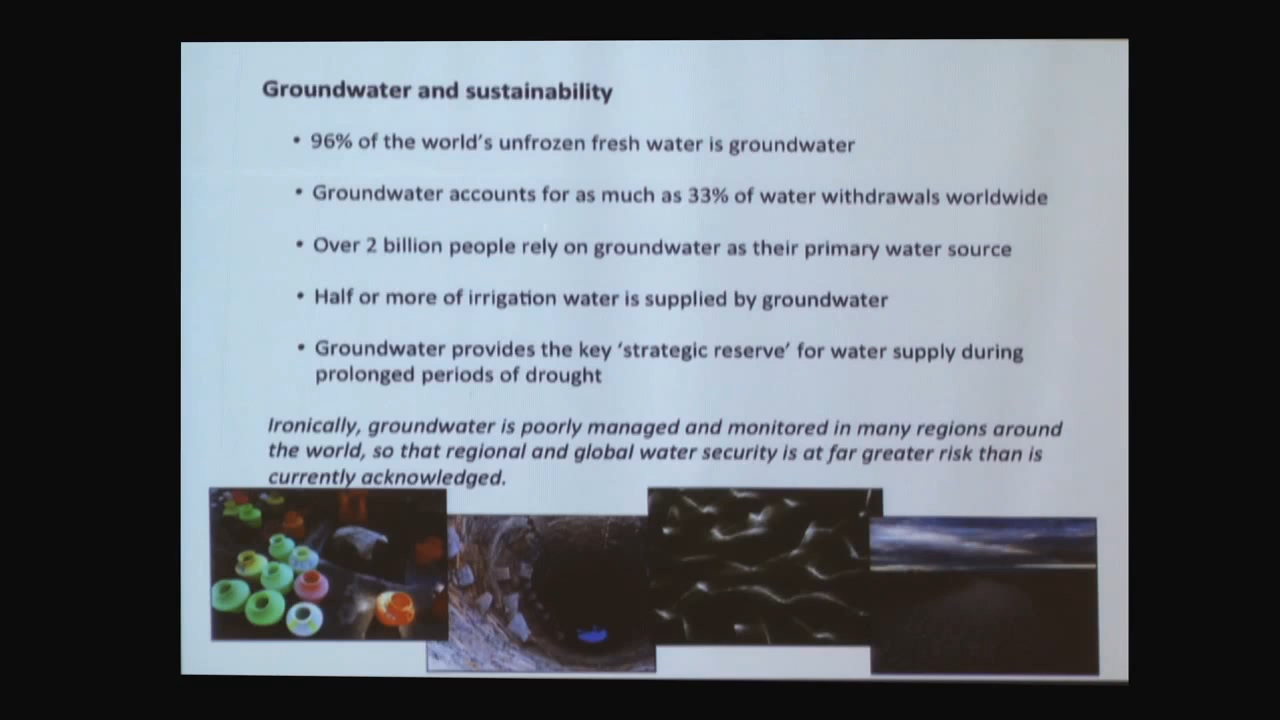 Groundwater and sustainability
• 96% of the world's unfrozen fresh water is groundwater
• Groundwater accounts for as much as 33% of water withdrawals worldwide
• Over 2 billion people rely on groundwater as their primary water source
• Half or more of irrigation water is supplied by groundwater
• Groundwater provides the key ‘strategic reserve’ for water supply during
prolonged periods of drought
Ironically, groundwater is poorly managed and monitored in many regions around
the world, so that regional and global water security is at far greater risk than is
currently acknowledged.